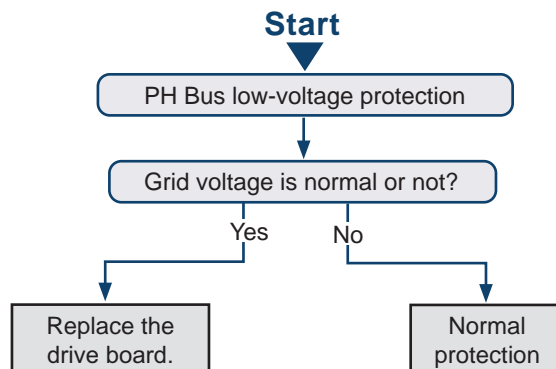 Start
PH Bus low-voltage protection
Grid voltage is normal or not?
Yes
No
Replace the
drive board.
Normal
protection